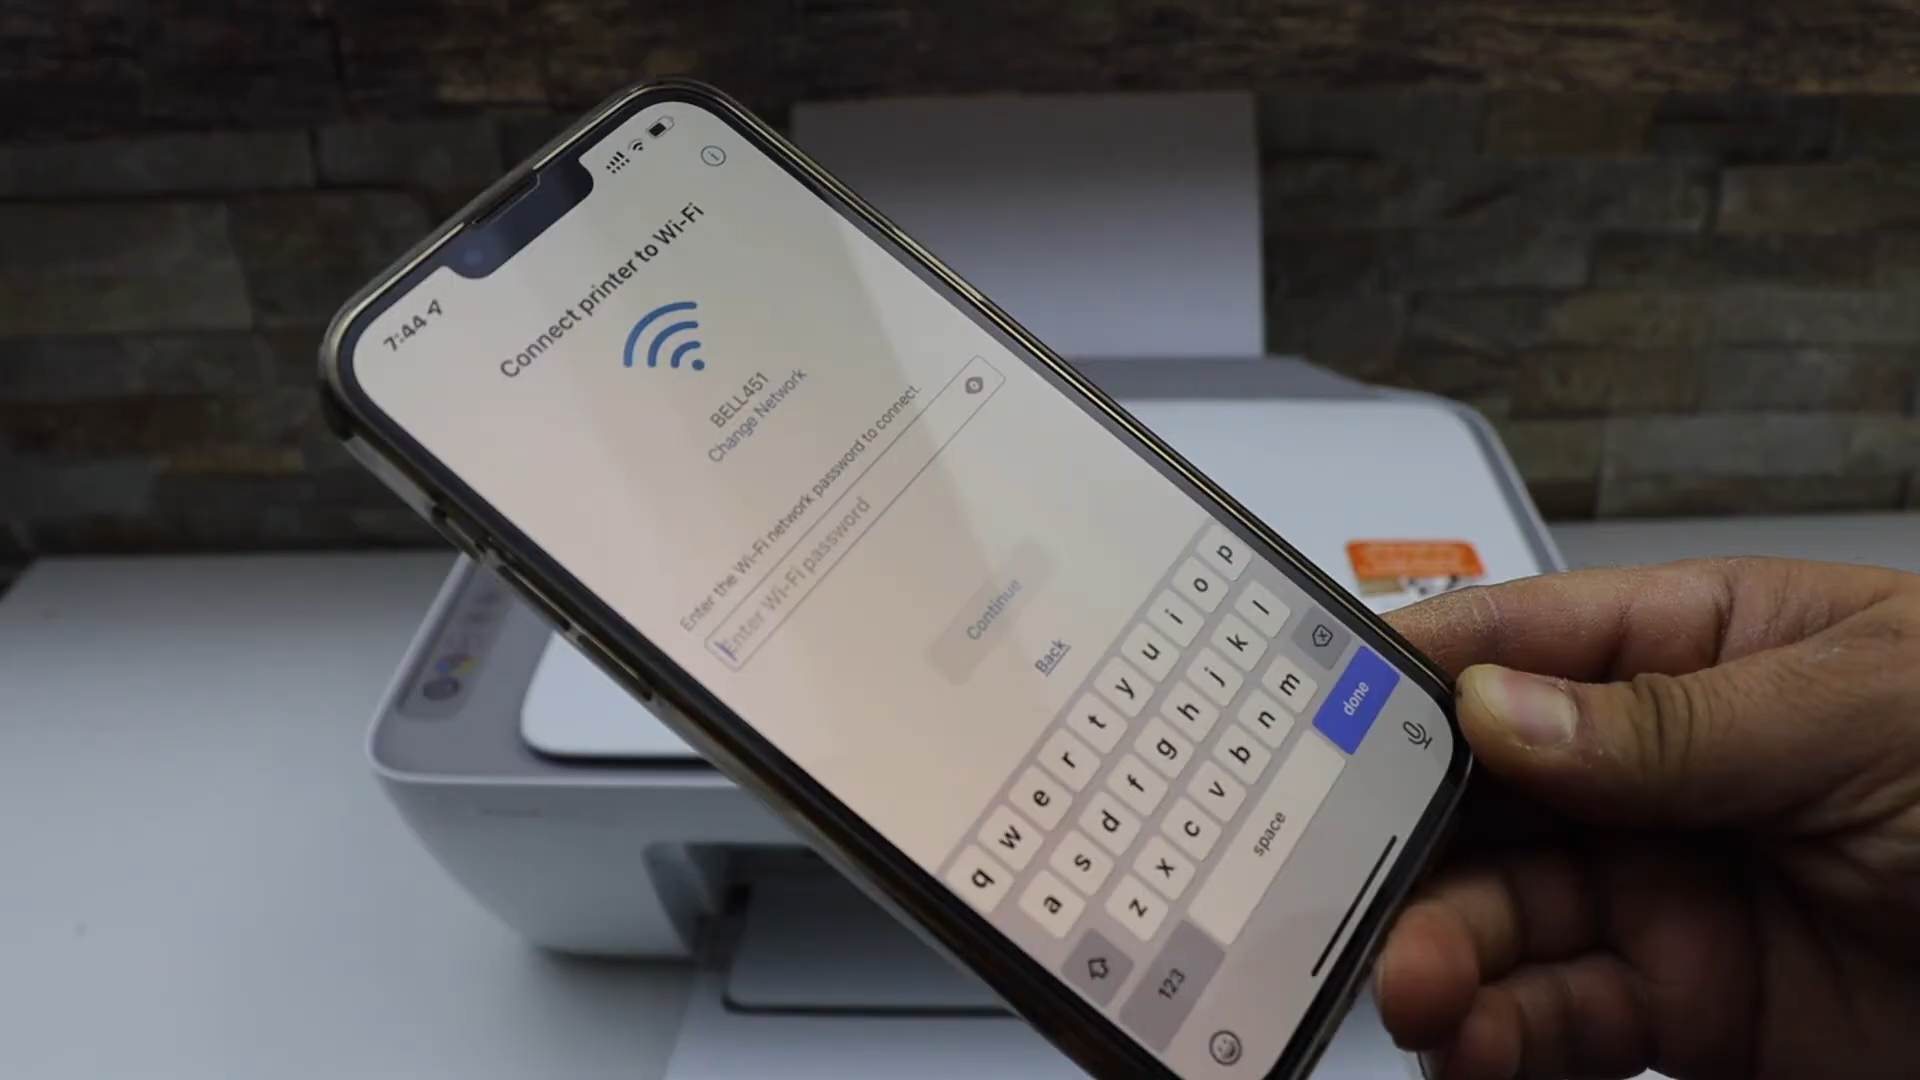 7:44
Connect printer to Wi-Fi
BELL451
Change Network
Enter the Wi-Fi network password to connect.
Enter Wi-Fi password
Continue
Back
q w e r t y u i o p
a s d f g h j k l
z x c v b n m
123 space done